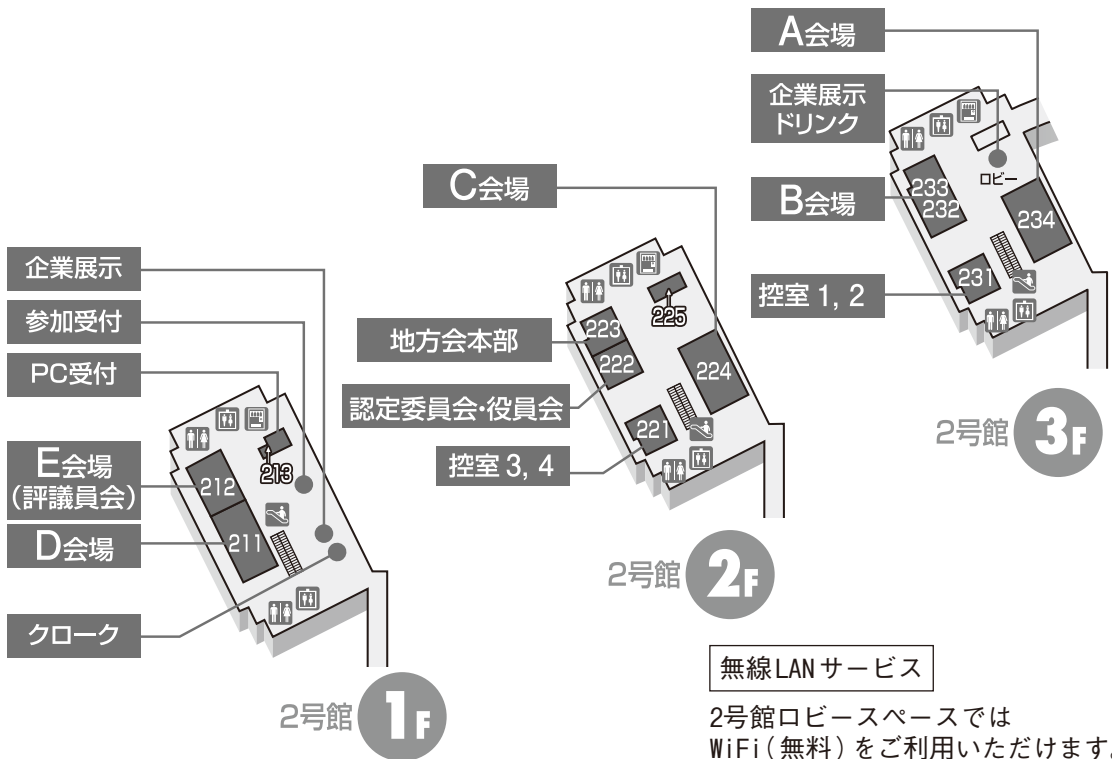 A会場
企業展示
ドリンク
B会場
控室 1, 2
ロビー
233
232
234
231
2号館 3F
C会場
地方会本部
認定委員会・役員会
控室 3, 4
225
223
222
224
221
2号館 2F
企業展示
参加受付
PC受付
E会場
(評議員会)
D会場
クローク
213
212
211
2号館 1F
無線LANサービス
2号館ロビースペースでは
WiFi(無料)をご利用いただけます。